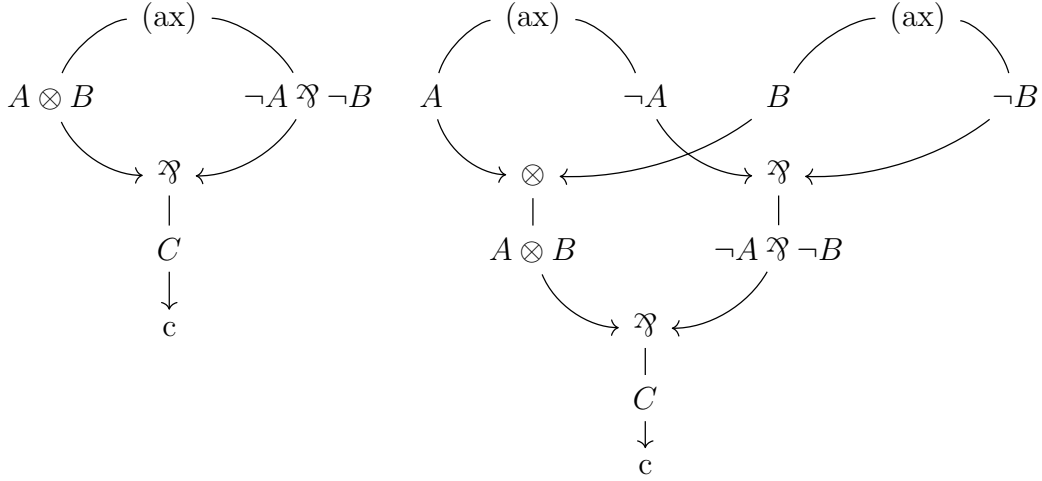 (ax) (ax) (ax)
A ⊗ B ¬A ⅋ ¬B A ¬A B ¬B
⅋ ⊗ ⅋
C A ⊗ B ¬A ⅋ ¬B
c ⅋
C
c